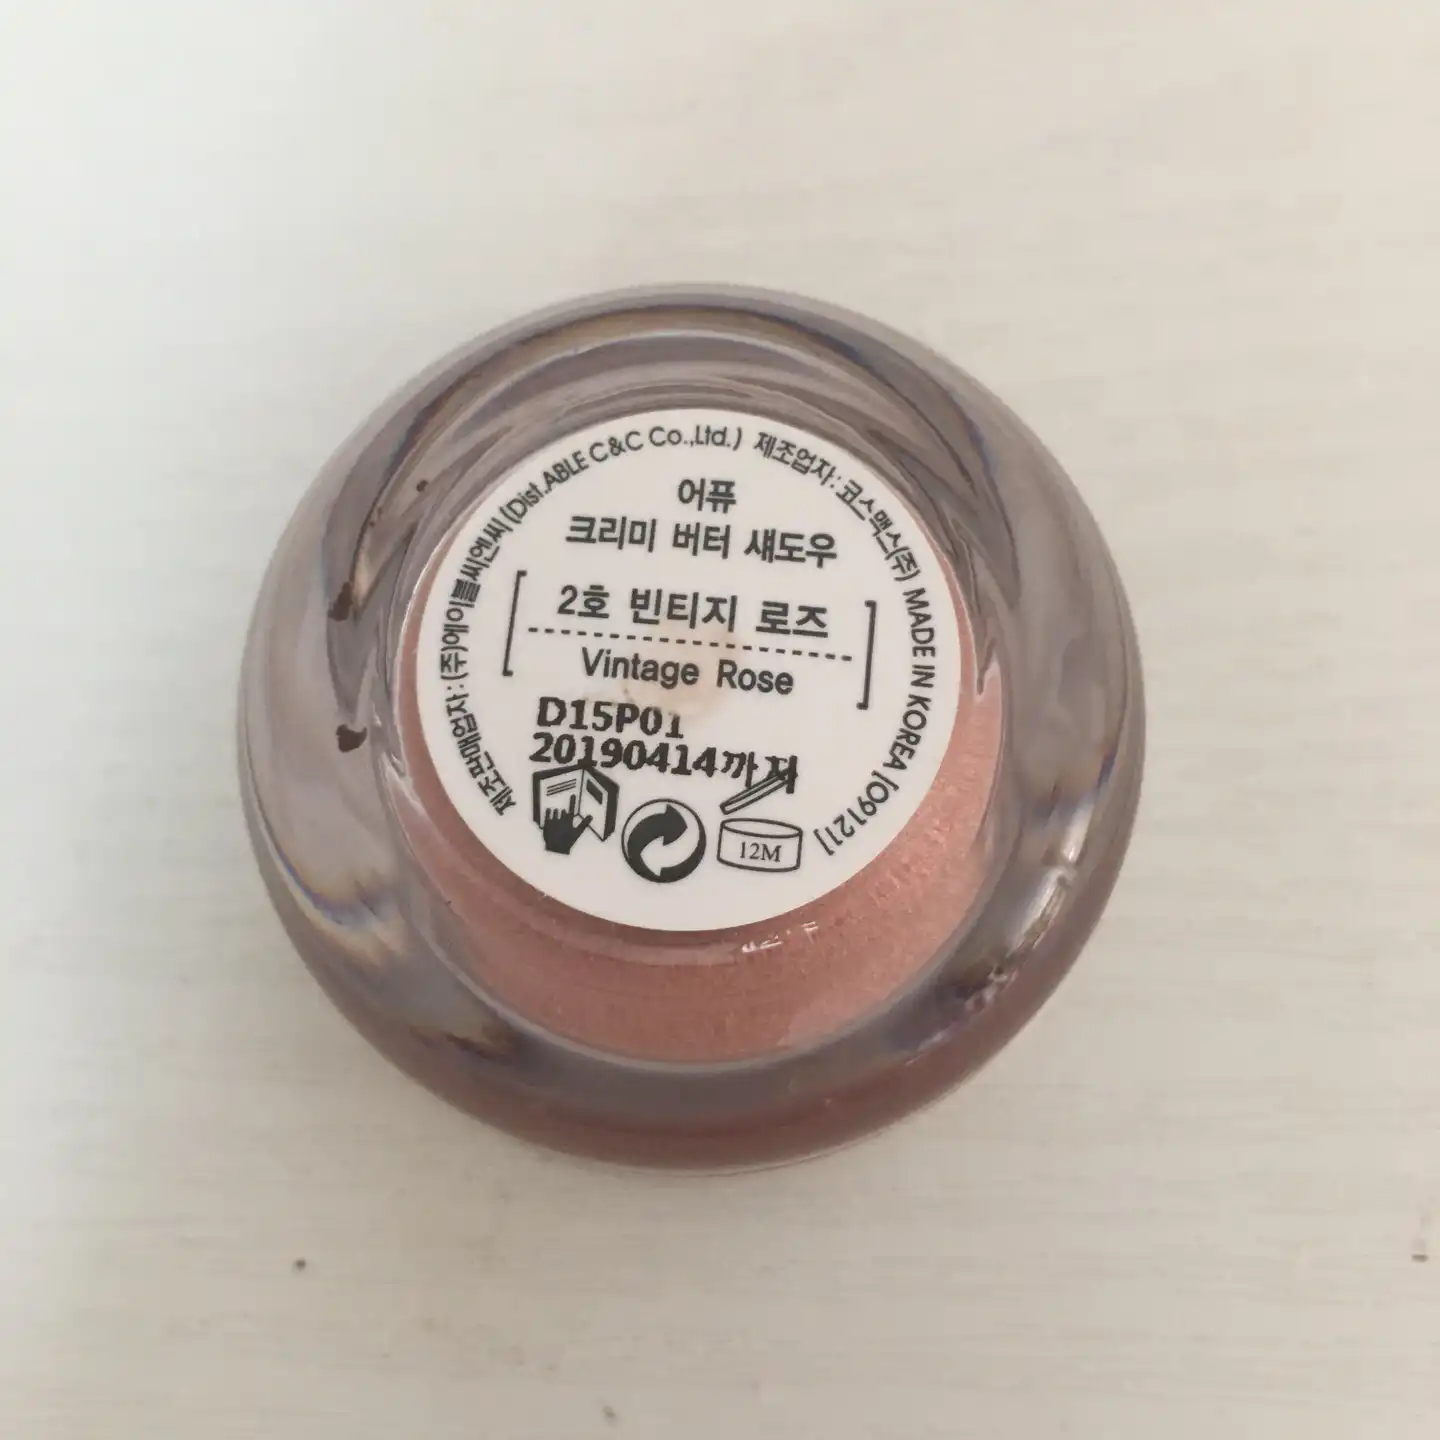 제조판매업자: (주)에이블씨엔씨 (Dist.ABLE C&C Co.,Ltd.) 제조업자: 코스맥스(주) MADE IN KOREA [09121]
어퓨
크리미 버터 섀도우
2호 빈티지 로즈
Vintage Rose
D15P01
20190414까지
12M